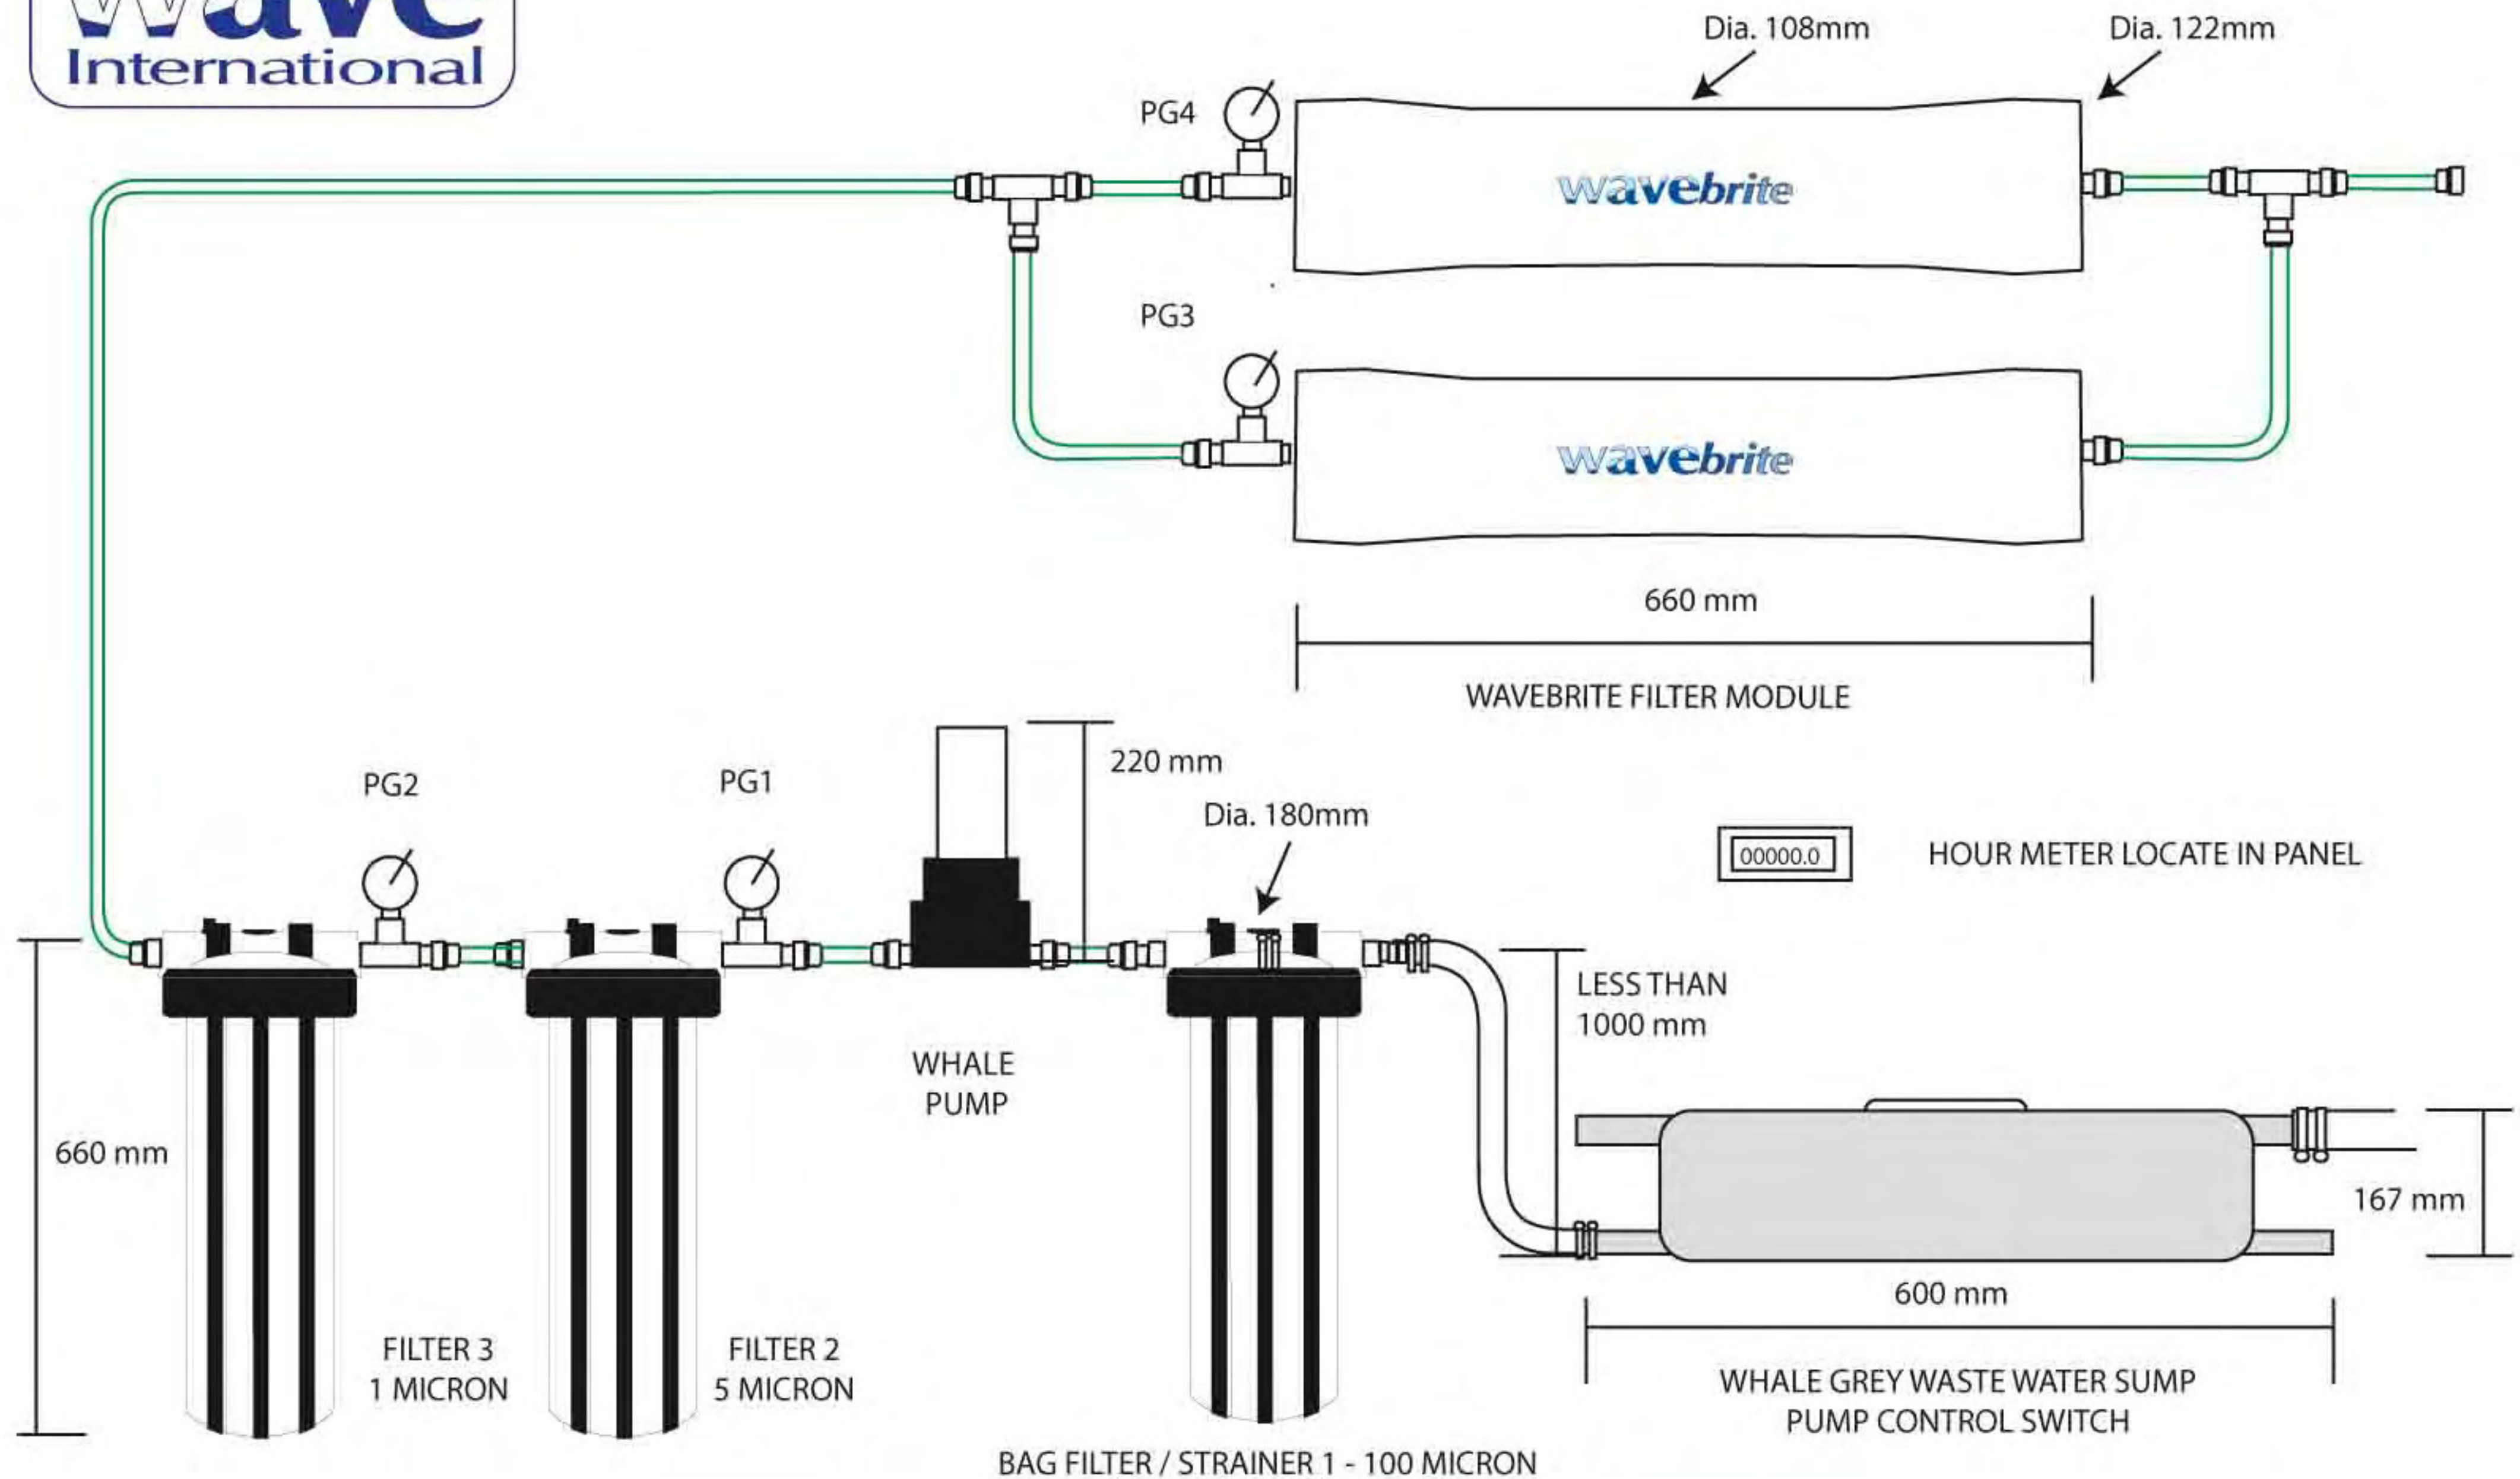 wave
International
Dia. 108mm
Dia. 122mm
PG4
wavebrite
PG3
wavebrite
660 mm
WAVEBRITE FILTER MODULE
220 mm
PG2
PG1
Dia. 180mm
00000.0
HOUR METER LOCATE IN PANEL
LESS THAN
1000 mm
WHALE
PUMP
660 mm
167 mm
600 mm
FILTER 3
1 MICRON
FILTER 2
5 MICRON
WHALE GREY WASTE WATER SUMP
PUMP CONTROL SWITCH
BAG FILTER / STRAINER 1 - 100 MICRON